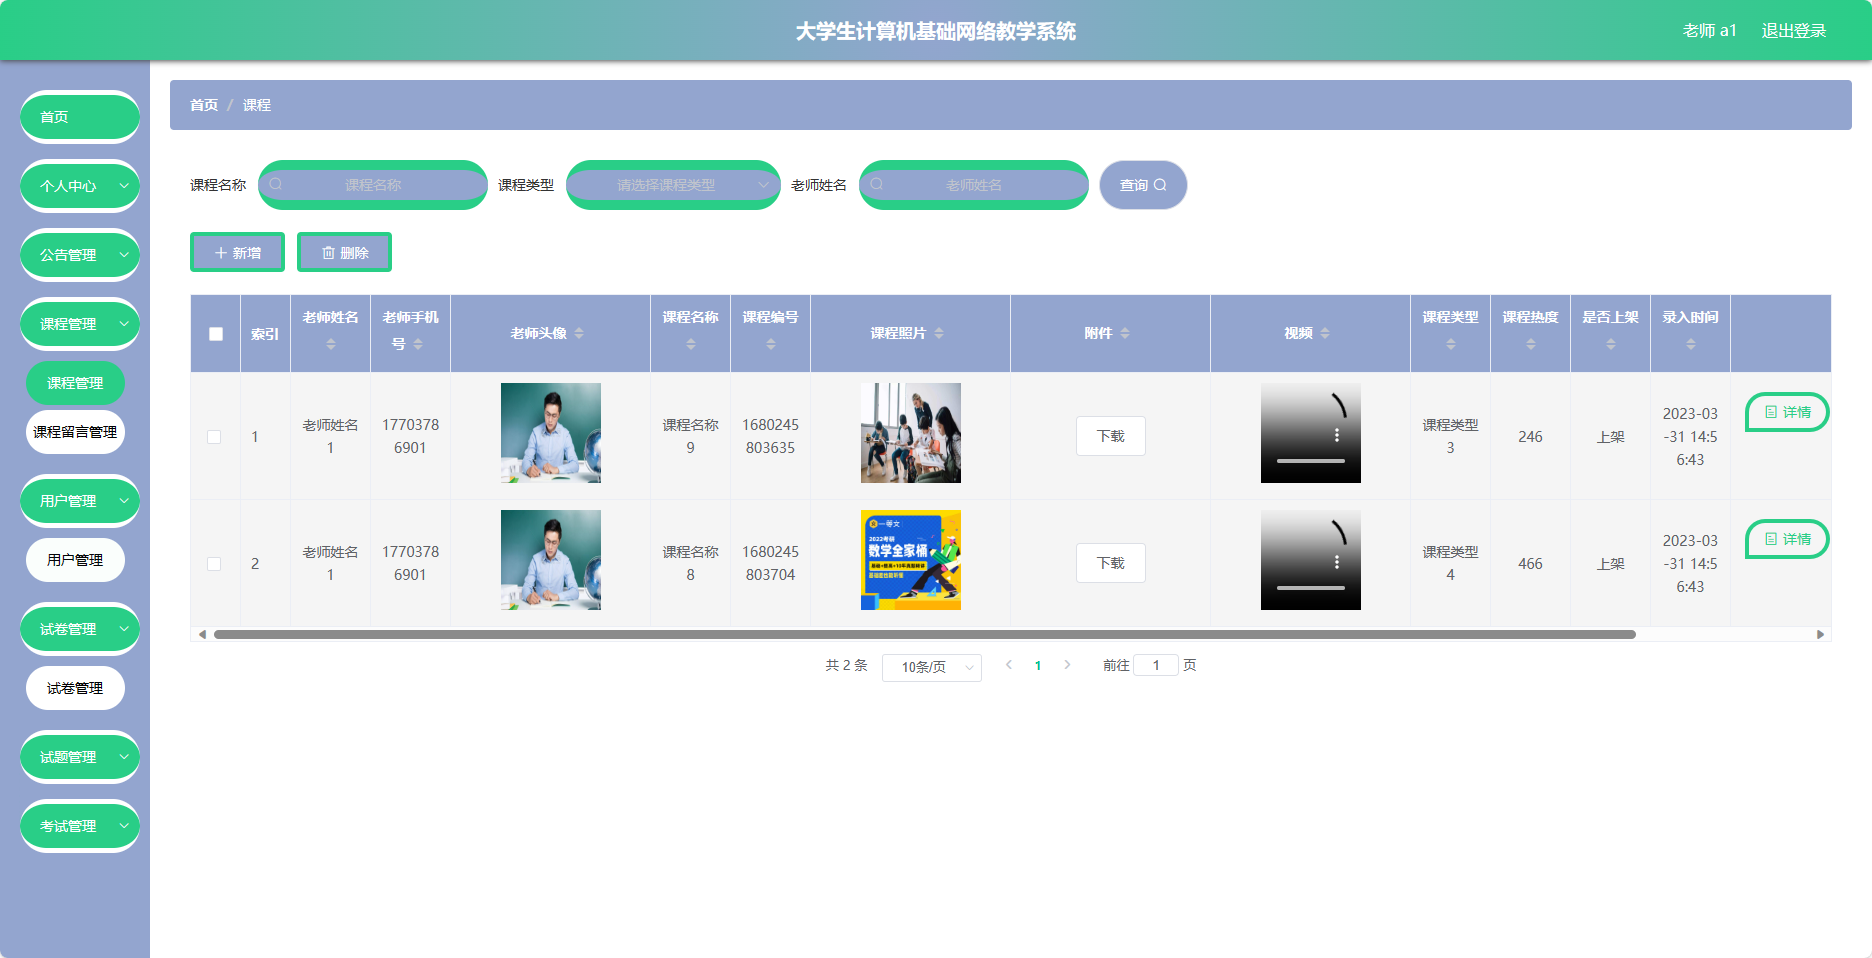 大学生计算机基础网络教学系统
老师 a1
退出登录
首页
个人中心
公告管理
课程管理
课程管理
课程留言管理
用户管理
用户管理
试卷管理
试卷管理
试题管理
考试管理
首页 / 课程
课程名称 课程名称 课程类型 请选择课程类型 老师姓名 老师姓名 查询
新增 删除
索引 老师姓名 老师手机号 老师头像 课程名称 课程编号 课程照片 附件 视频 课程类型 课程热度 是否上架 录入时间
1 老师姓名1 17703786901 课程名称9 1680245803635 下载 课程类型3 246 上架 2023-03-31 14:56:43 详情
2 老师姓名1 17703786901 课程名称8 1680245803704 下载 课程类型4 466 上架 2023-03-31 14:56:43 详情
一等文
2022考研
数学全家桶
共 2 条 10条/页 1 前往 1 页